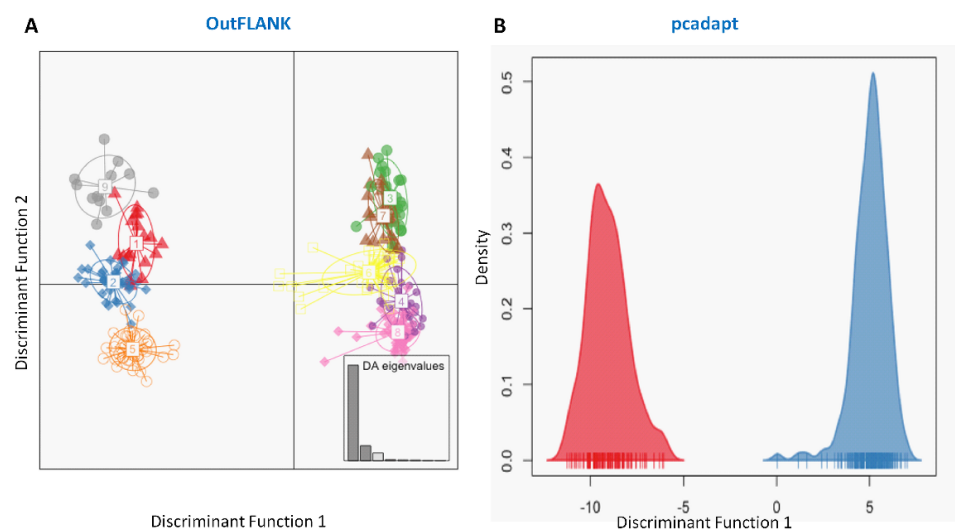 A
OutFLANK
B
pcadapt
Discriminant Function 2
9
1
2
5
3
7
6
4
8
DA eigenvalues
Discriminant Function 1
Density
0.5
0.4
0.3
0.2
0.1
0.0
-10
-5
0
5
Discriminant Function 1